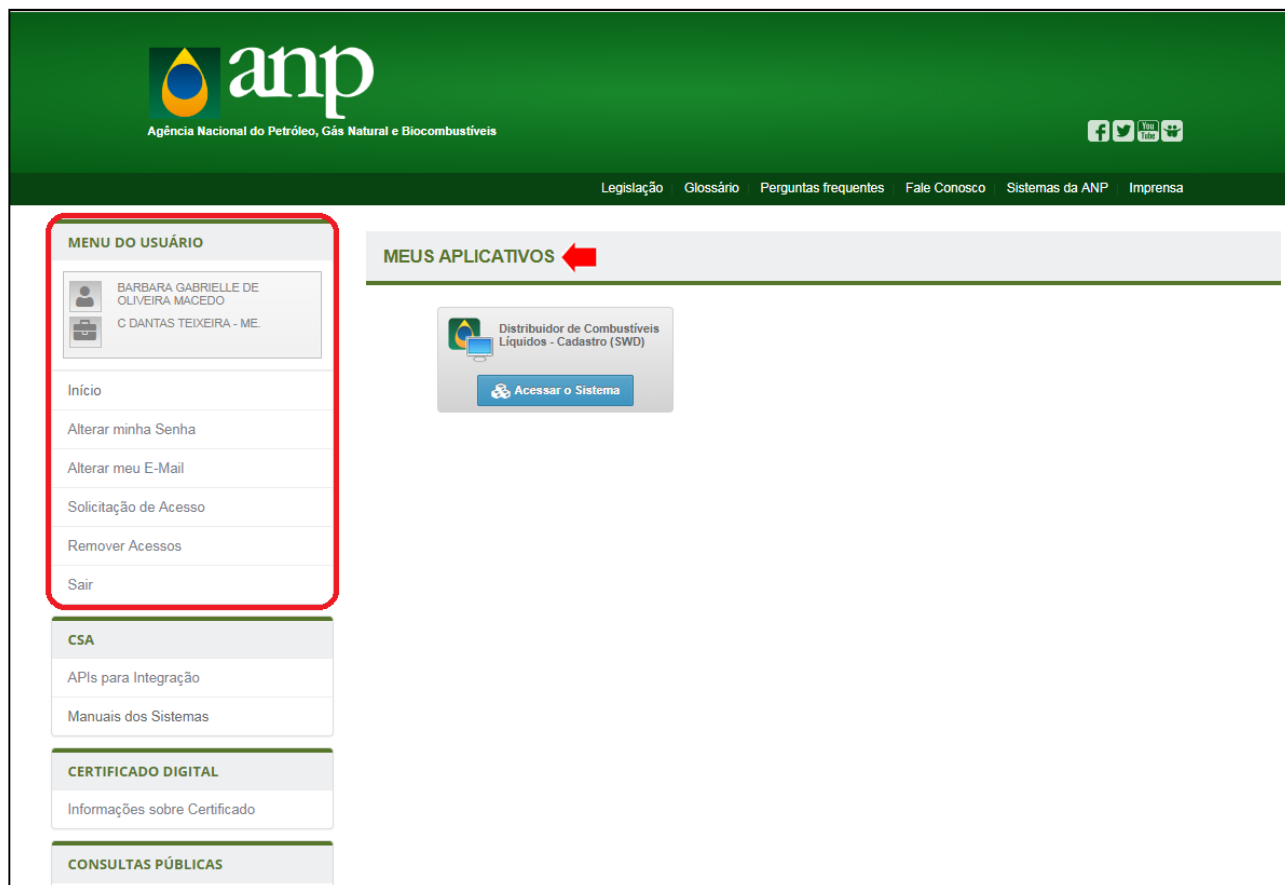 anp
Agência Nacional do Petróleo, Gás Natural e Biocombustíveis
You
Tube
Legislação
Glossário
Perguntas frequentes
Fale Conosco
Sistemas da ANP
Imprensa
MENU DO USUÁRIO
BARBARA GABRIELLE DE
OLIVEIRA MACEDO
C DANTAS TEIXEIRA - ME.
Início
Alterar minha Senha
Alterar meu E-Mail
Solicitação de Acesso
Remover Acessos
Sair
CSA
APIs para Integração
Manuais dos Sistemas
CERTIFICADO DIGITAL
Informações sobre Certificado
CONSULTAS PÚBLICAS
MEUS APLICATIVOS
Distribuidor de Combustíveis
Líquidos - Cadastro (SWD)
Acessar o Sistema